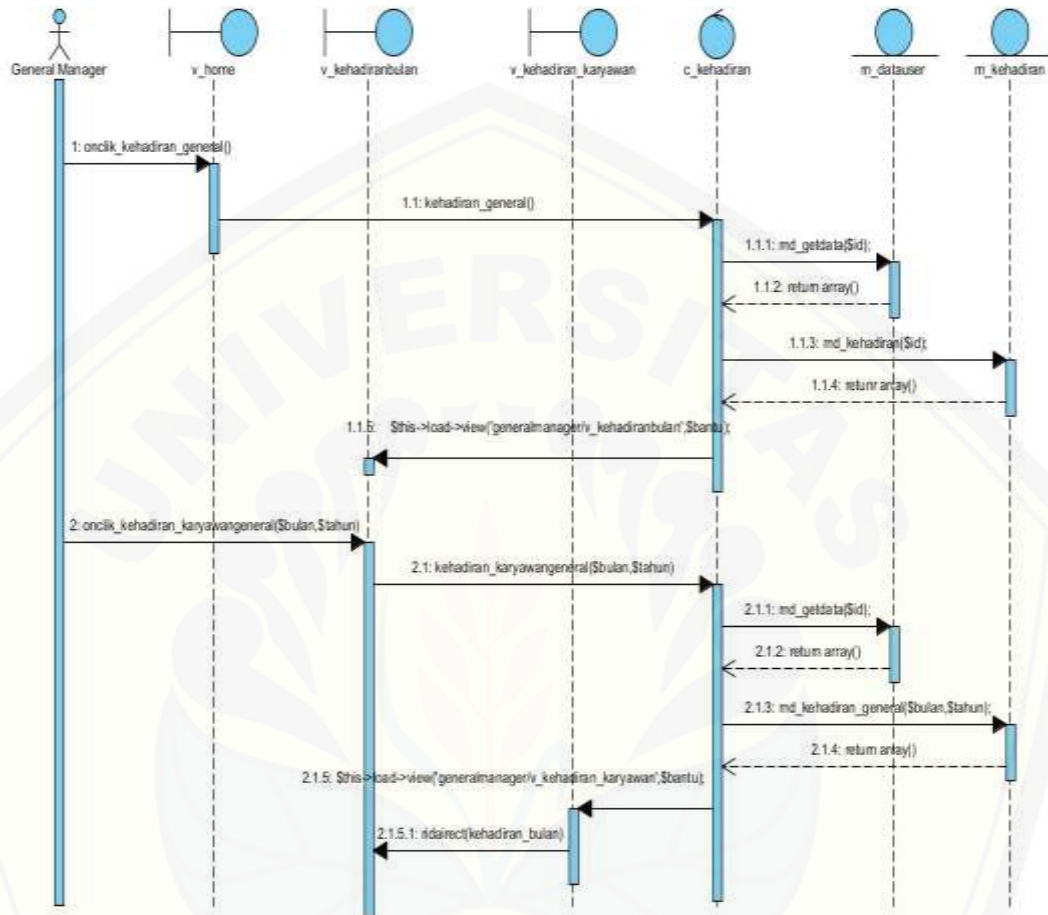 General Manager
v_home
v_kehadiranbulan
v_kehadiran_karyawan
c_kehadiran
m_datauser
m_kehadiran
1: onclik_kehadiran_general()
1.1: kehadiran_general()
1.1.1: md_getdata($id);
1.1.2: return array()
1.1.3: md_kehadiran($id);
1.1.4: retunr array()
1.1.5: $this->load->view('generalmanager/v_kehadiranbulan',$bantu);
2: onclik_kehadiran_karyawangeneral($bulan,$tahun)
2.1: kehadiran_karyawangeneral($bulan,$tahun)
2.1.1: md_getdata($id);
2.1.2: return array()
2.1.3: md_kehadiran_general($bulan,$tahun);
2.1.4: return array()
2.1.5: $this->load->view('generalmanager/v_kehadiran_karyawan',$bantu);
2.1.5.1: ridairect(kehadiran_bulan)
UNIVERSITAS